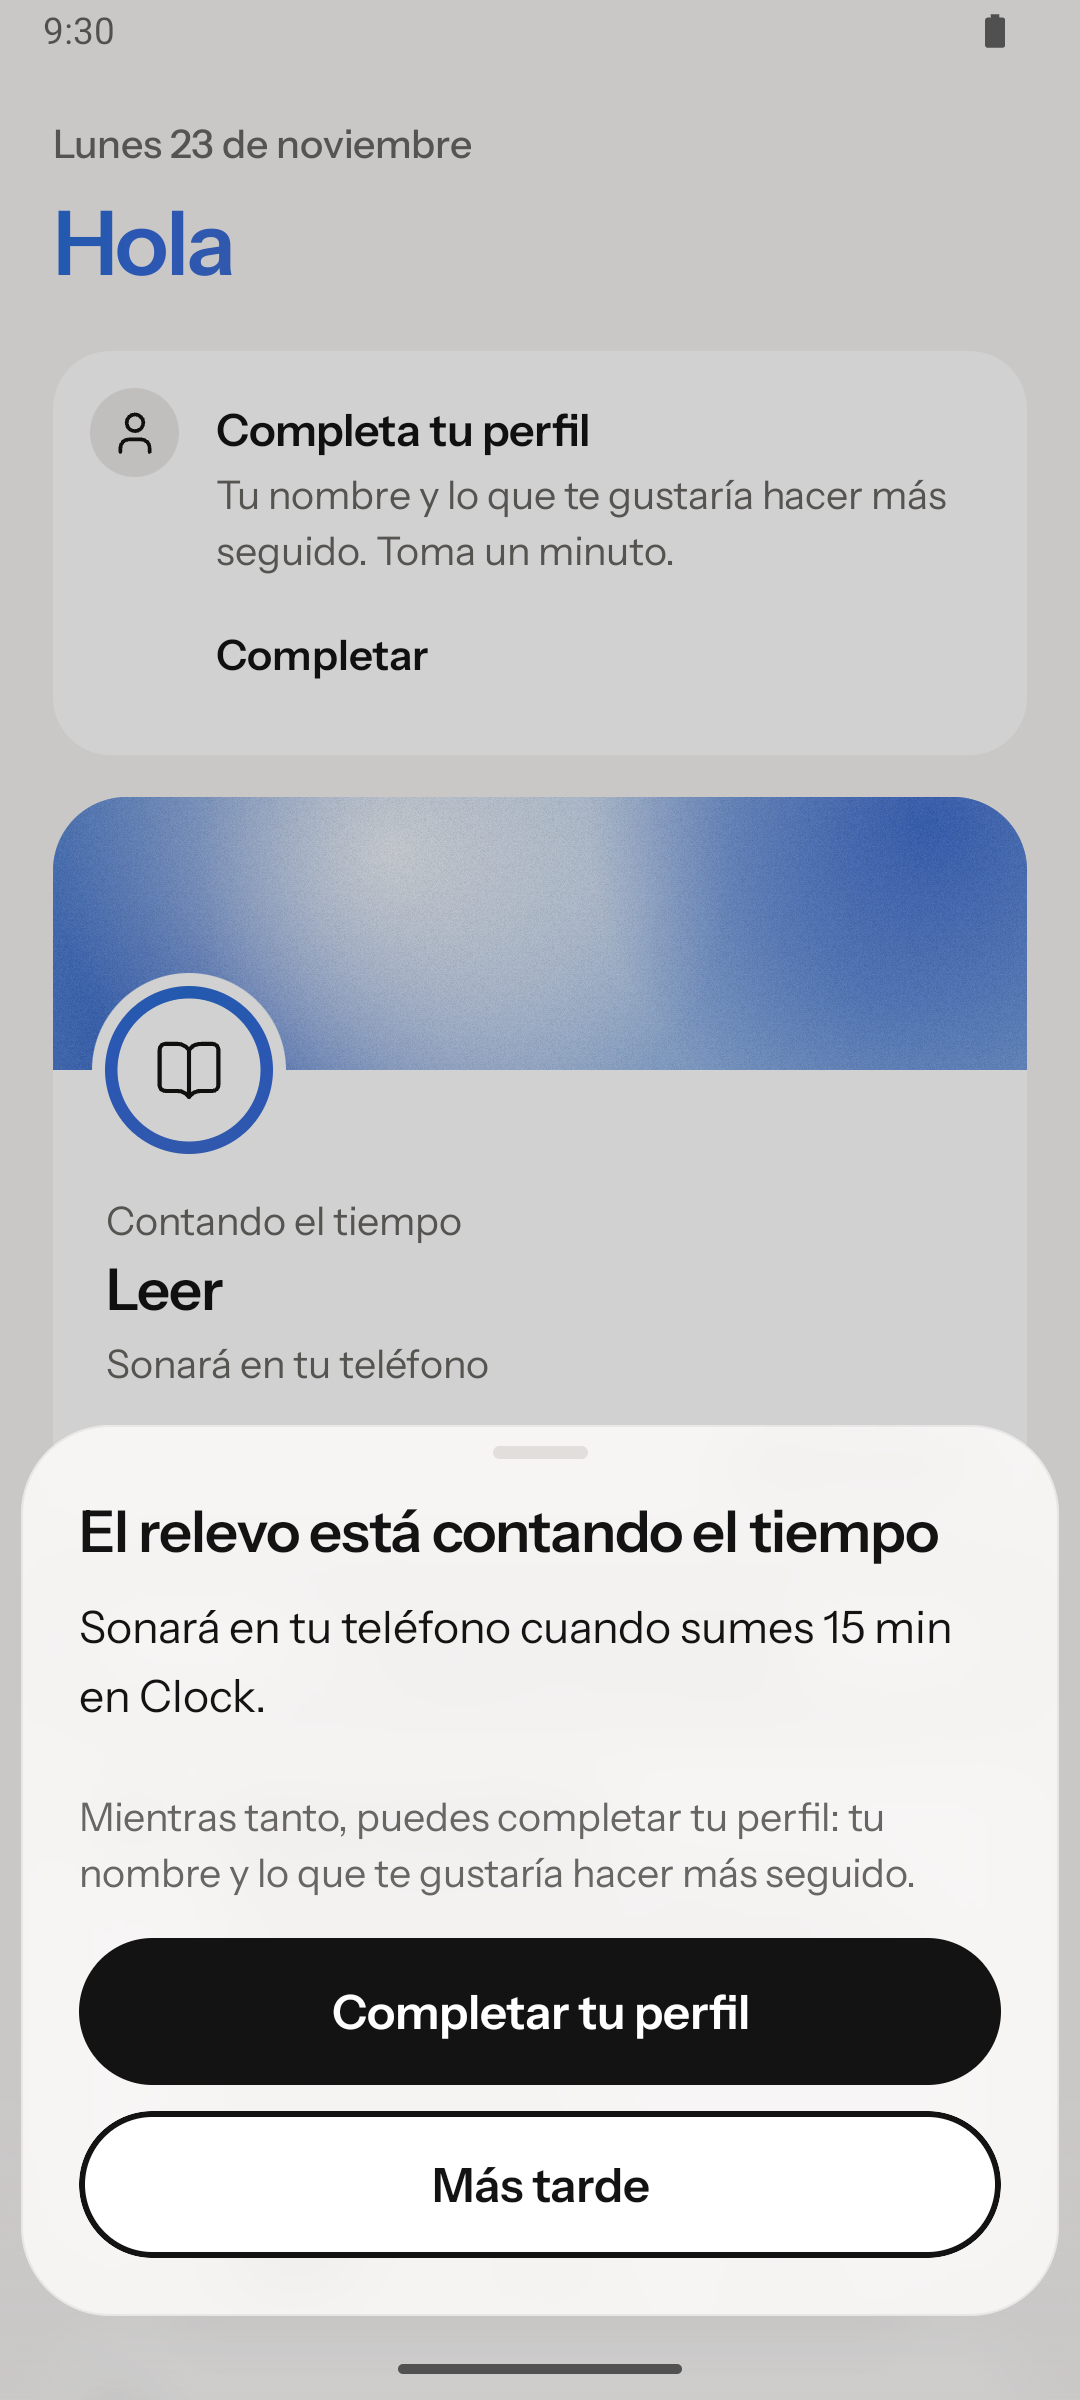 9:30
Lunes 23 de noviembre
Hola
Completa tu perfil
Tu nombre y lo que te gustaría hacer más
seguido. Toma un minuto.
Completar
Contando el tiempo
Leer
Sonará en tu teléfono
El relevo está contando el tiempo
Sonará en tu teléfono cuando sumes 15 min
en Clock.
Mientras tanto, puedes completar tu perfil: tu
nombre y lo que te gustaría hacer más seguido.
Completar tu perfil
Más tarde